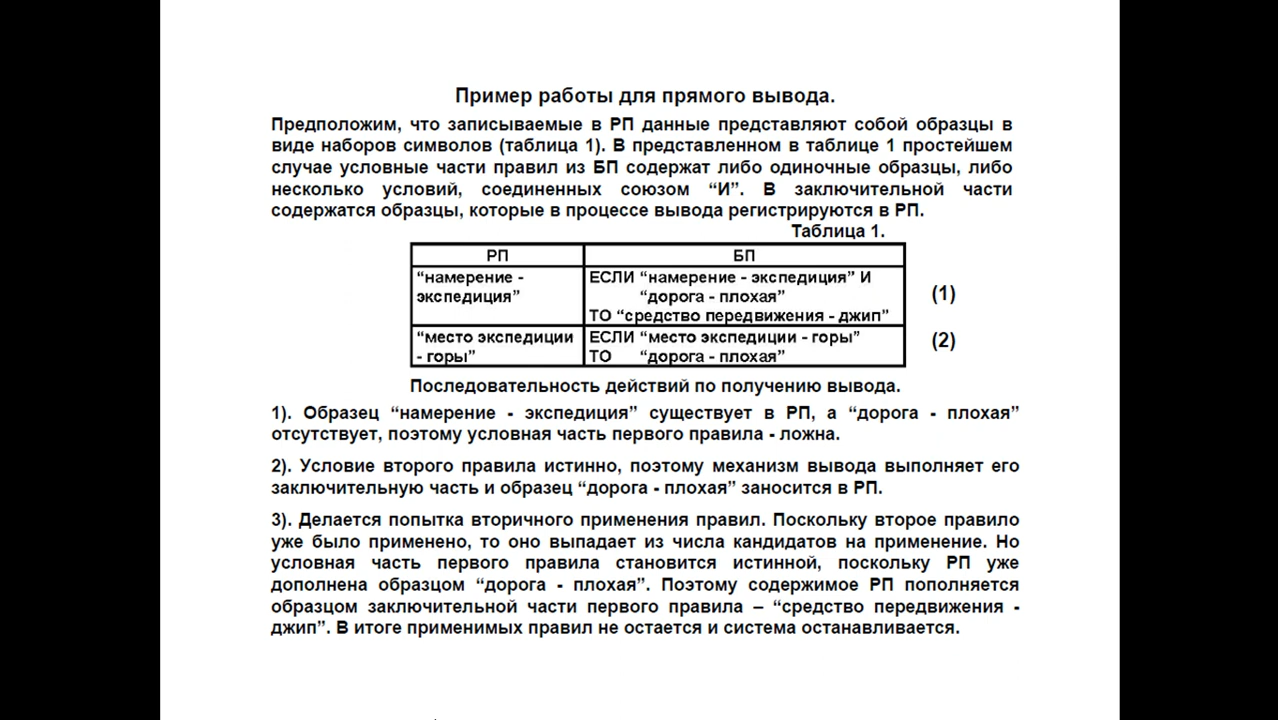 Пример работы для прямого вывода.
Предположим, что записываемые в РП данные представляют собой образцы в
виде наборов символов (таблица 1). В представленном в таблице 1 простейшем
случае условные части правил из БП содержат либо одиночные образцы, либо
несколько условий, соединенных союзом “И”. В заключительной части
содержатся образцы, которые в процессе вывода регистрируются в РП.
Таблица 1.
РП БП
“намерение - ЕСЛИ “намерение - экспедиция” И
экспедиция” “дорога - плохая” (1)
ТО “средство передвижения - джип”
“место экспедиции ЕСЛИ “место экспедиции - горы” (2)
- горы” ТО “дорога - плохая”
Последовательность действий по получению вывода.
1). Образец “намерение - экспедиция” существует в РП, а “дорога - плохая”
отсутствует, поэтому условная часть первого правила - ложна.
2). Условие второго правила истинно, поэтому механизм вывода выполняет его
заключительную часть и образец “дорога - плохая” заносится в РП.
3). Делается попытка вторичного применения правил. Поскольку второе правило
уже было применено, то оно выпадает из числа кандидатов на применение. Но
условная часть первого правила становится истинной, поскольку РП уже
дополнена образцом “дорога - плохая”. Поэтому содержимое РП пополняется
образцом заключительной части первого правила – “средство передвижения -
джип”. В итоге применимых правил не остается и система останавливается.